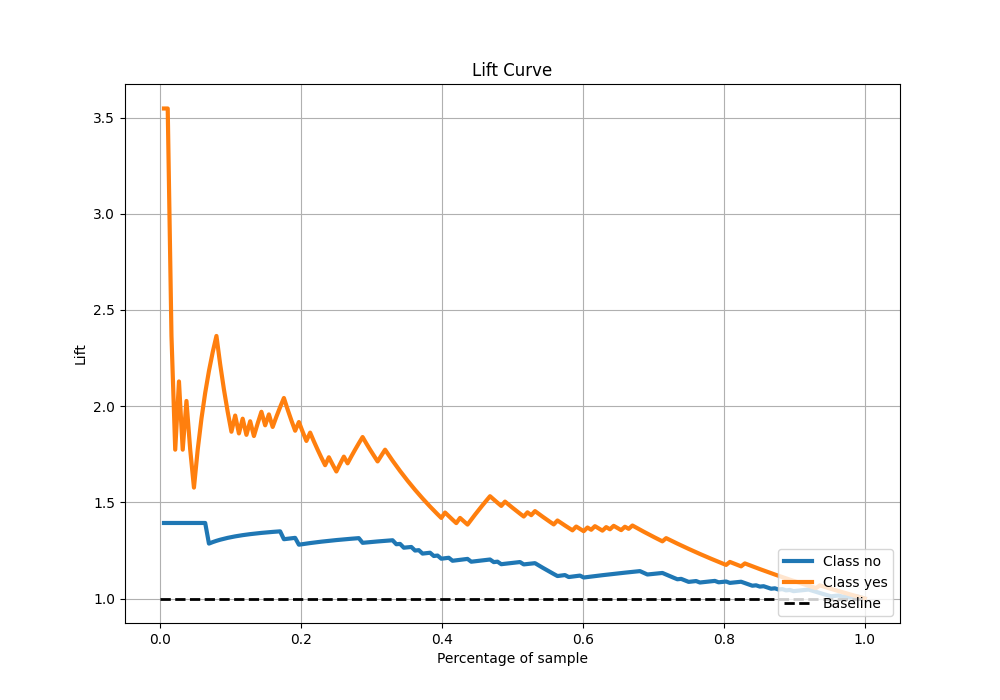 Lift Curve
3.5
3.0
2.5
2.0
1.5
1.0
Lift
0.0
0.2
0.4
0.6
0.8
1.0
Percentage of sample
Class no
Class yes
Baseline